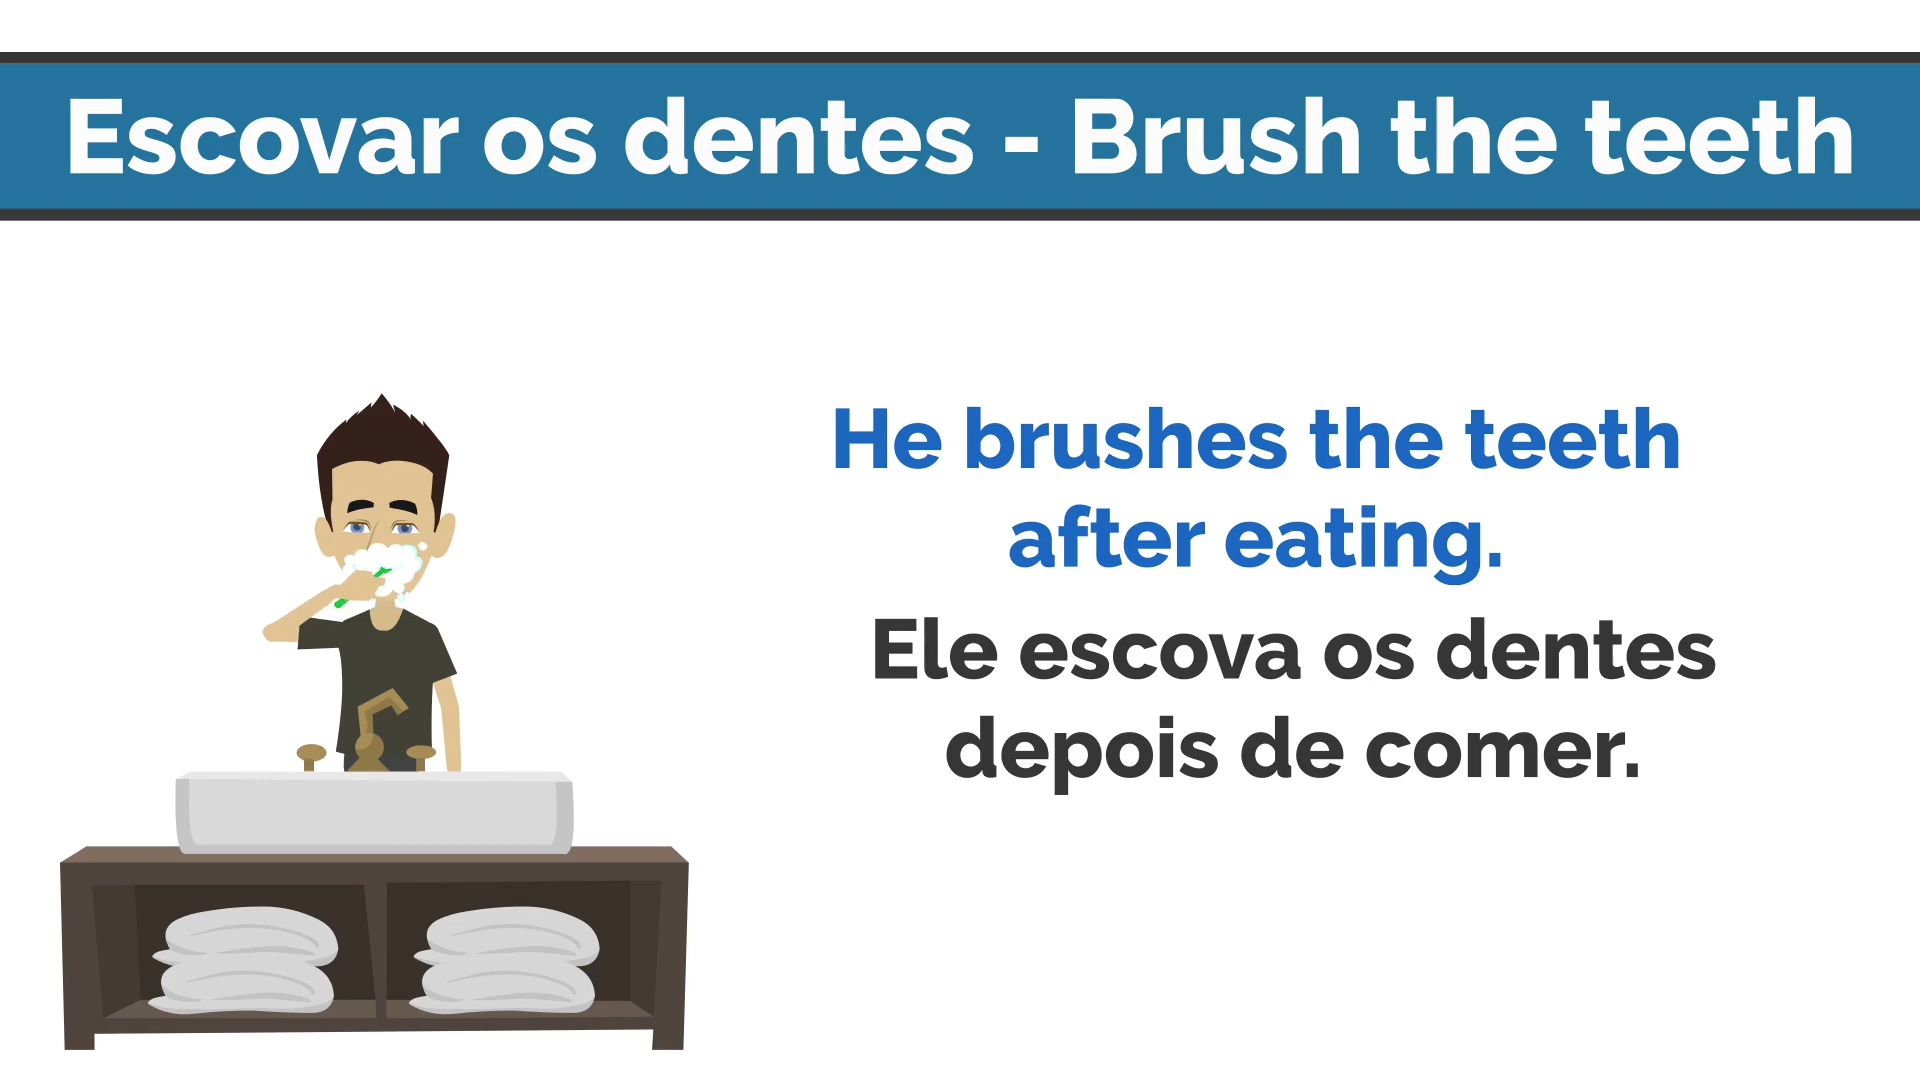 Escovar os dentes - Brush the teeth
He brushes the teeth
after eating.
Ele escova os dentes
depois de comer.